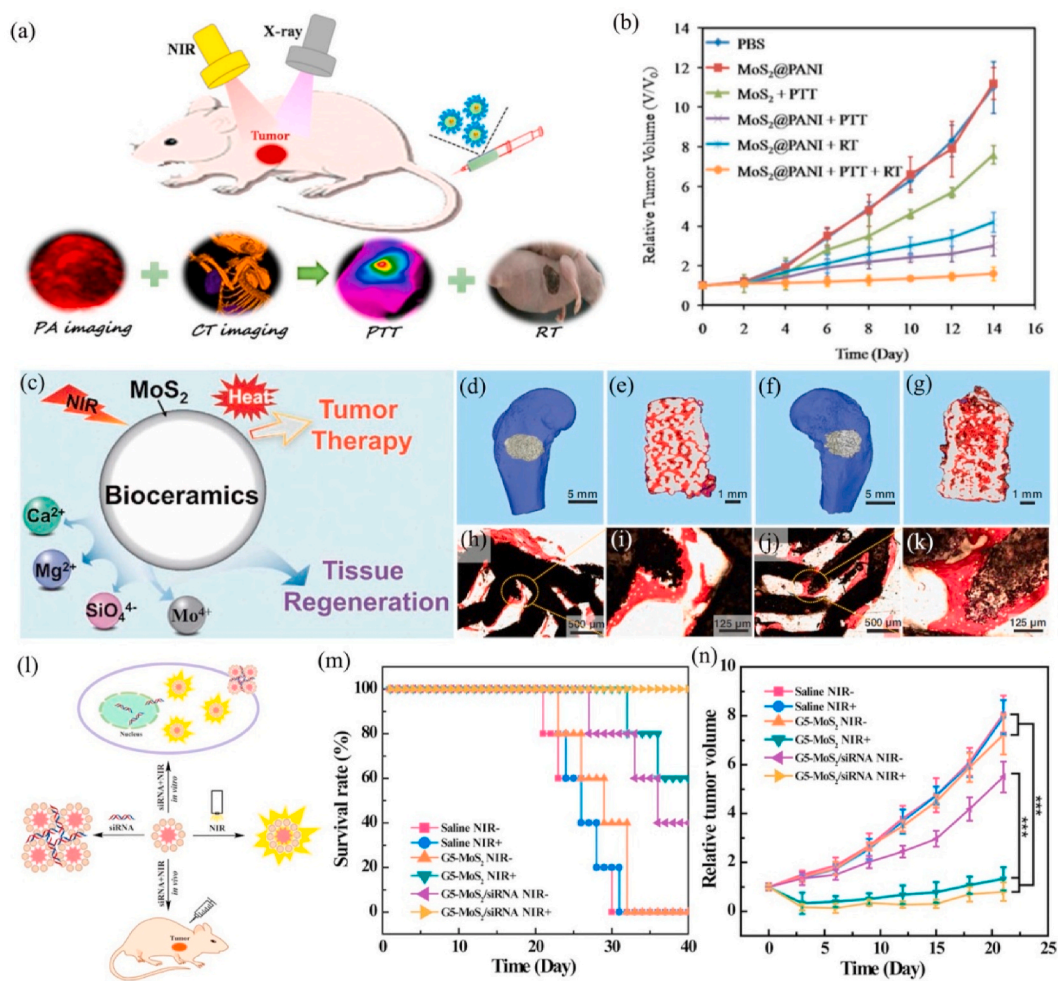 (a)
NIR
X-ray
Tumor
PA imaging
CT imaging
PTT
RT
(b)
Relative Tumor Volume (V/V₀)
12
10
8
6
4
2
0
PBS
MoS₂@PANI
MoS₂ + PTT
MoS₂@PANI + PTT
MoS₂@PANI + RT
MoS₂@PANI + PTT + RT
0 2 4 6 8 10 12 14 16
Time (Day)
(c)
NIR
MoS₂
Heat
Tumor
Therapy
Bioceramics
Ca²⁺
Mg²⁺
SiO₄⁴⁻
Mo⁴⁺
Tissue
Regeneration
(d)
5 mm
(e)
1 mm
(f)
5 mm
(g)
1 mm
(h)
500 μm
(i)
125 μm
(j)
500 μm
(k)
125 μm
(l)
Nucleus
siRNA+NIR
in vitro
siRNA
NIR
siRNA+NIR
in vivo
Tumor
(m)
Survival rate (%)
100
80
60
40
20
0
Saline NIR-
Saline NIR+
G5-MoS₂ NIR-
G5-MoS₂ NIR+
G5-MoS₂/siRNA NIR-
G5-MoS₂/siRNA NIR+
0 10 20 30 40
Time (Day)
(n)
Relative tumor volume
10
8
6
4
2
0
Saline NIR-
Saline NIR+
G5-MoS₂ NIR-
G5-MoS₂ NIR+
G5-MoS₂/siRNA NIR-
G5-MoS₂/siRNA NIR+
***
***
0 5 10 15 20 25
Time (Day)